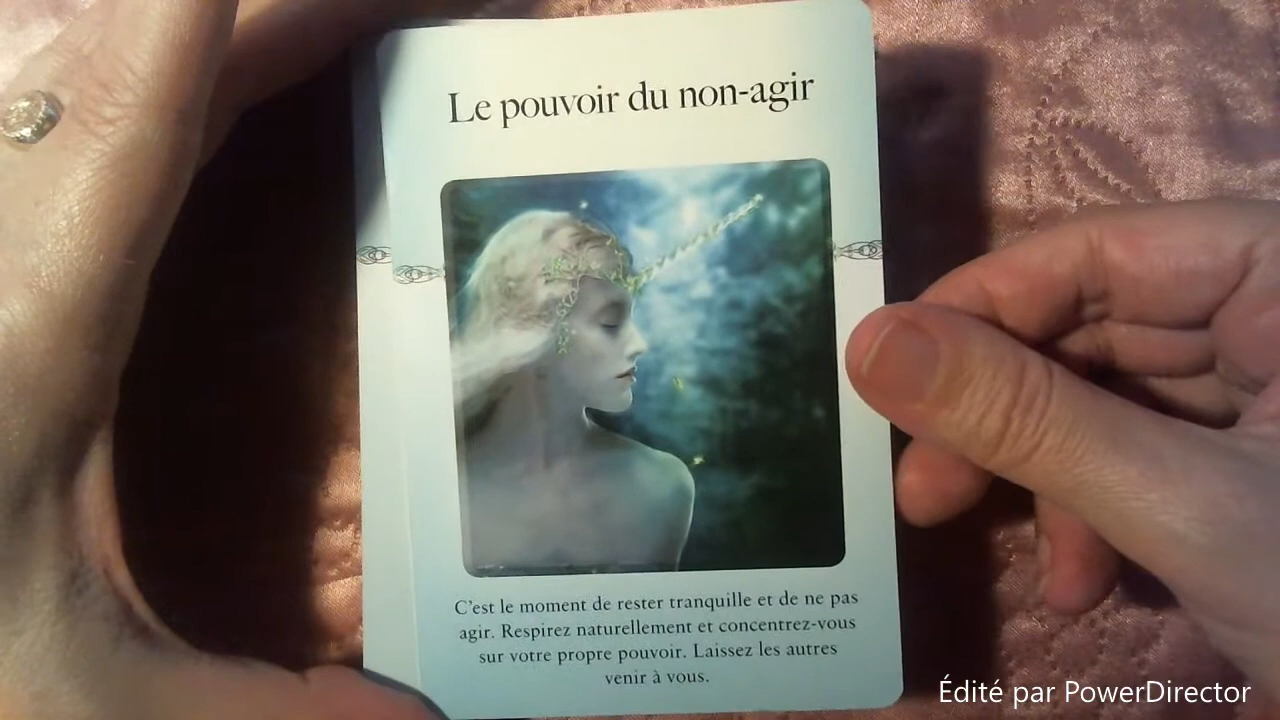 Le pouvoir du non-agir
C'est le moment de rester tranquille et de ne pas
agir. Respirez naturellement et concentrez-vous
sur votre propre pouvoir. Laissez les autres
venir à vous.
Édité par PowerDirector